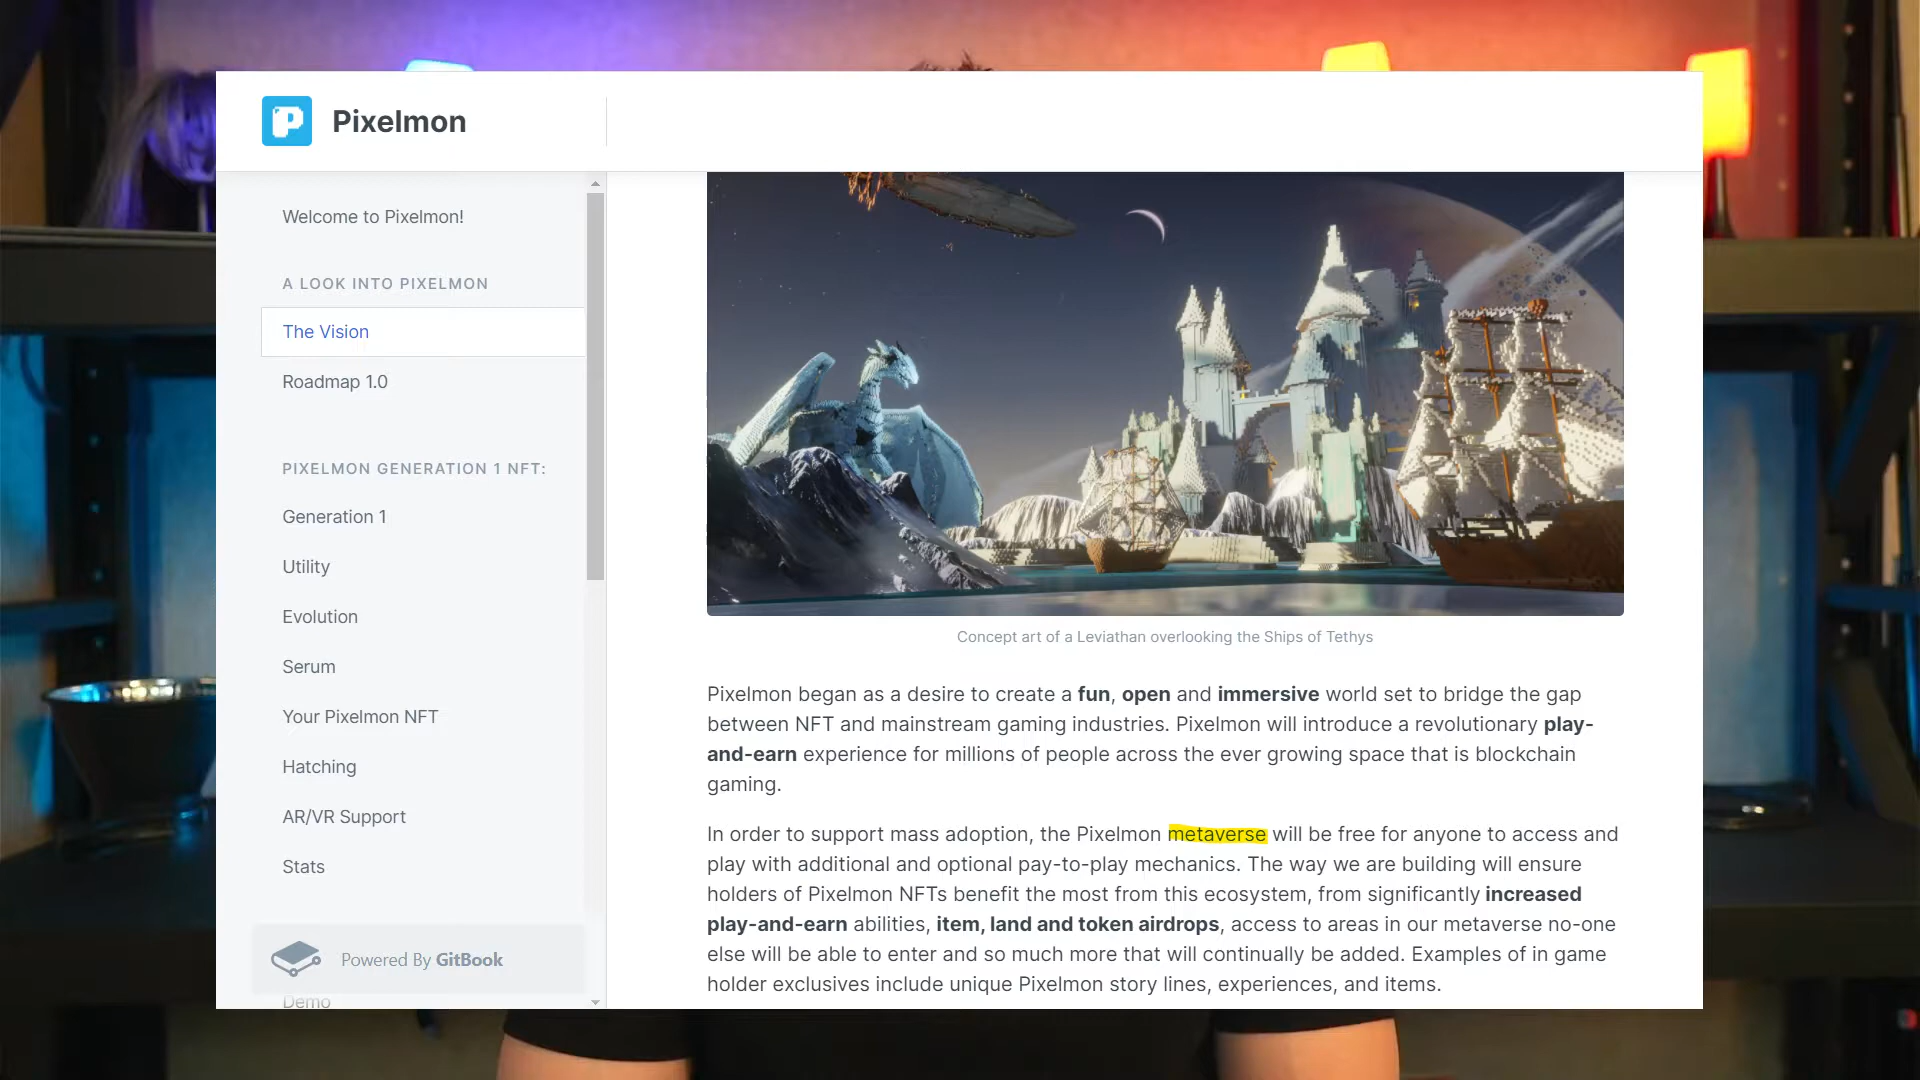 Pixelmon
Welcome to Pixelmon!
A LOOK INTO PIXELMON
The Vision
Roadmap 1.0
PIXELMON GENERATION 1 NFT:
Generation 1
Utility
Evolution
Serum
Your Pixelmon NFT
Hatching
AR/VR Support
Stats
Powered By GitBook
Demo
Concept art of a Leviathan overlooking the Ships of Tethys
Pixelmon began as a desire to create a fun, open and immersive world set to bridge the gap
between NFT and mainstream gaming industries. Pixelmon will introduce a revolutionary play-
and-earn experience for millions of people across the ever growing space that is blockchain
gaming.
In order to support mass adoption, the Pixelmon metaverse will be free for anyone to access and
play with additional and optional pay-to-play mechanics. The way we are building will ensure
holders of Pixelmon NFTs benefit the most from this ecosystem, from significantly increased
play-and-earn abilities, item, land and token airdrops, access to areas in our metaverse no-one
else will be able to enter and so much more that will continually be added. Examples of in game
holder exclusives include unique Pixelmon story lines, experiences, and items.